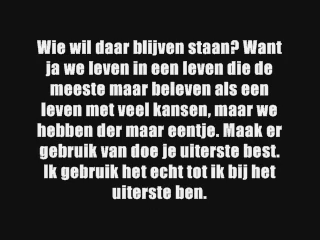 Wie wil daar blijven staan? Want
ja we leven in een leven die de
meeste maar beleven als een
leven met veel kansen, maar we
hebben der maar eentje. Maak er
gebruik van doe je uiterste best.
Ik gebruik het echt tot ik bij het
uiterste ben.